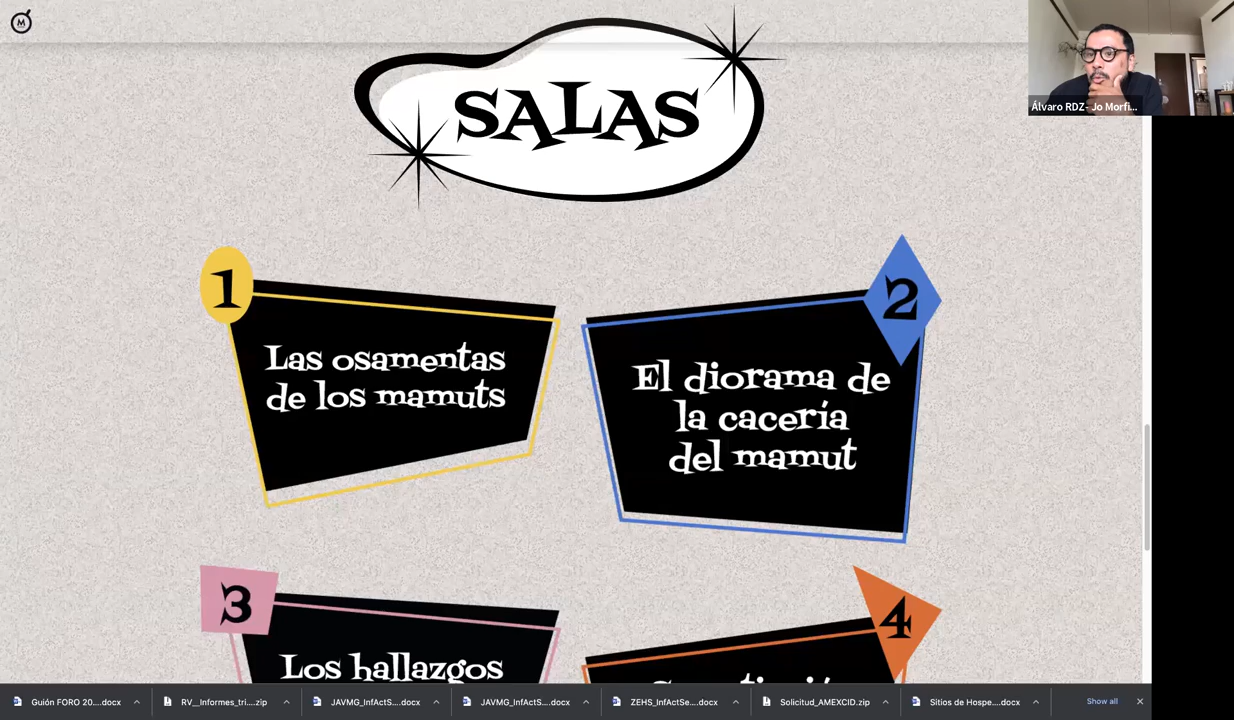 M
SALAS
Álvaro RDZ- Jo Morfi...
1
Las osamentas
de los mamuts
2
El diorama de
la cacería
del mamut
3
Los hallazgos
4
Guión FORO 20....docx
RV__Informes_tri....zip
JAVMG_InfActS....docx
JAVMG_InfActS....docx
ZEHS_InfActSe....docx
Solicitud_AMEXCID.zip
Sitios de Hospe....docx
Show all